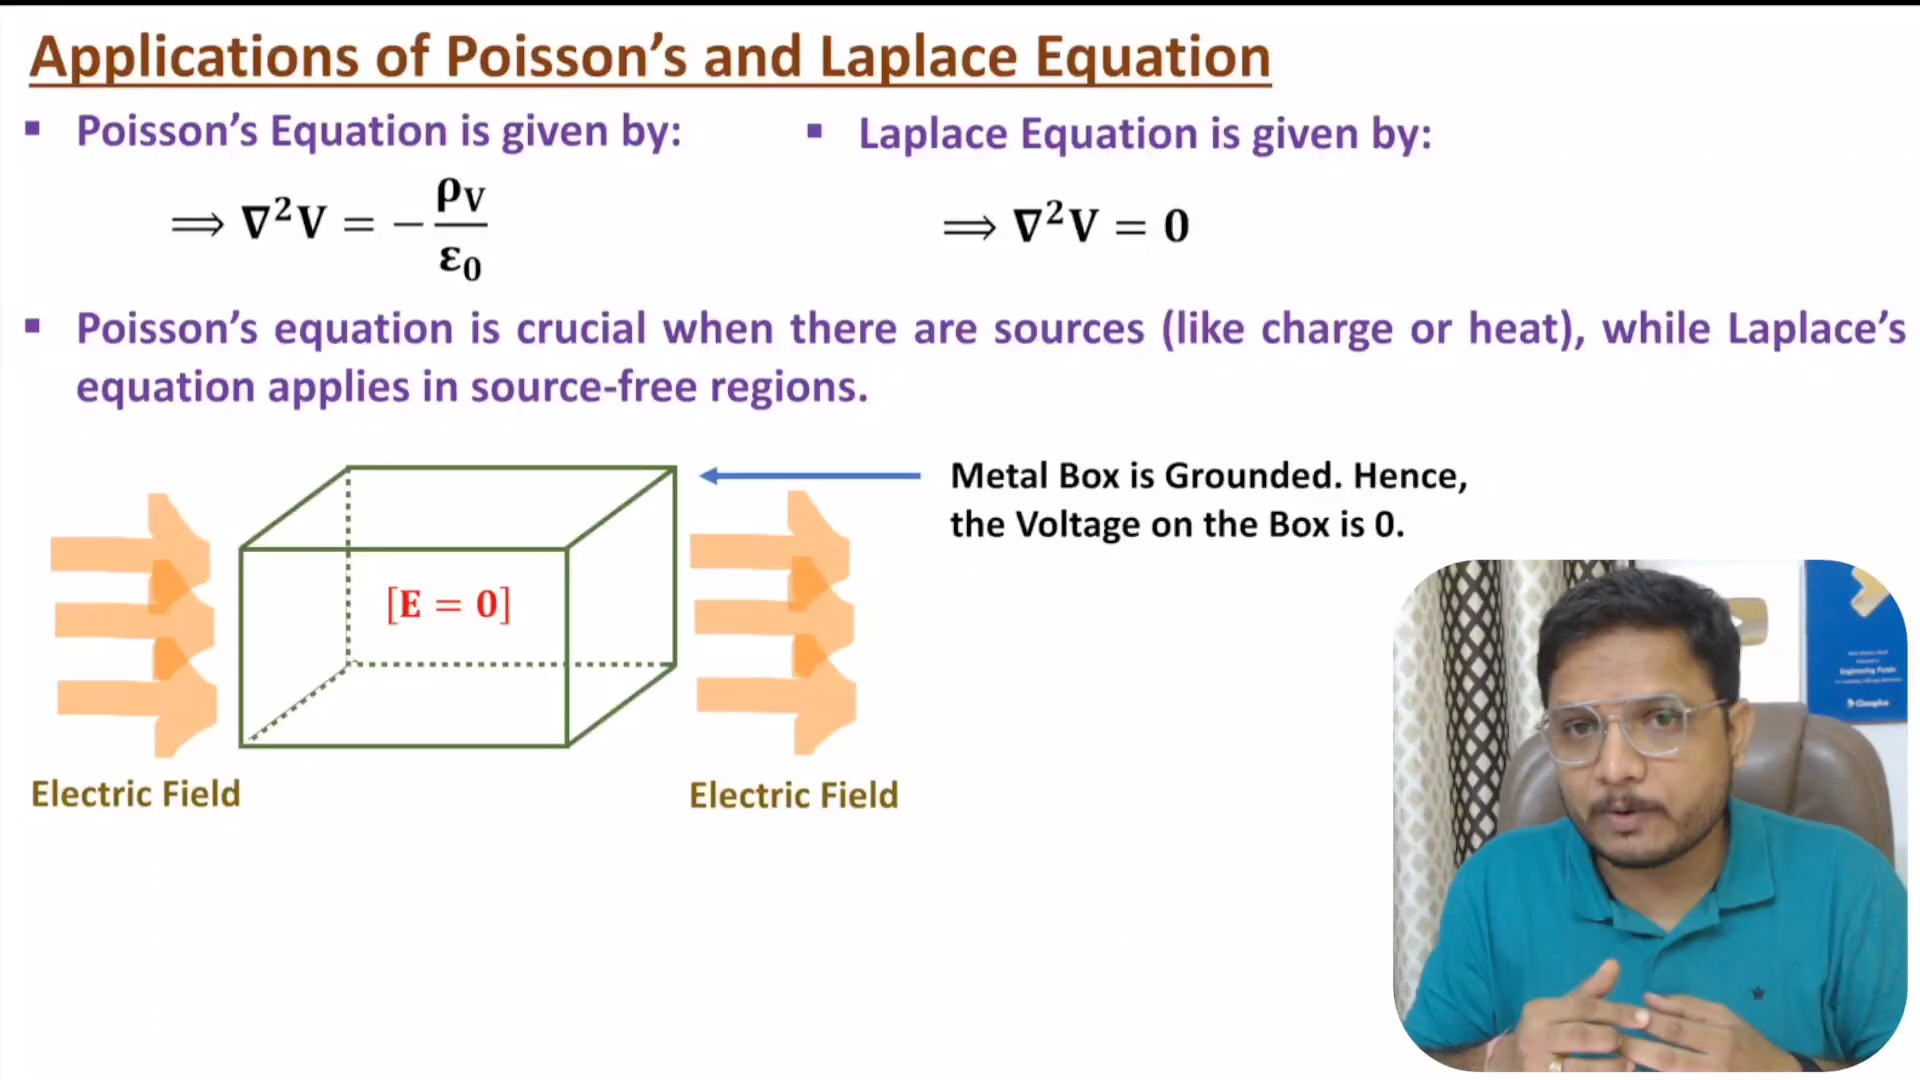 Applications of Poisson’s and Laplace Equation
▪ Poisson’s Equation is given by:
⟹ ∇²V = − ρV / ε0
▪ Laplace Equation is given by:
⟹ ∇²V = 0
▪ Poisson’s equation is crucial when there are sources (like charge or heat), while Laplace’s
equation applies in source-free regions.
Metal Box is Grounded. Hence,
the Voltage on the Box is 0.
[E = 0]
Electric Field
Electric Field
Engineering Funda
Classplus